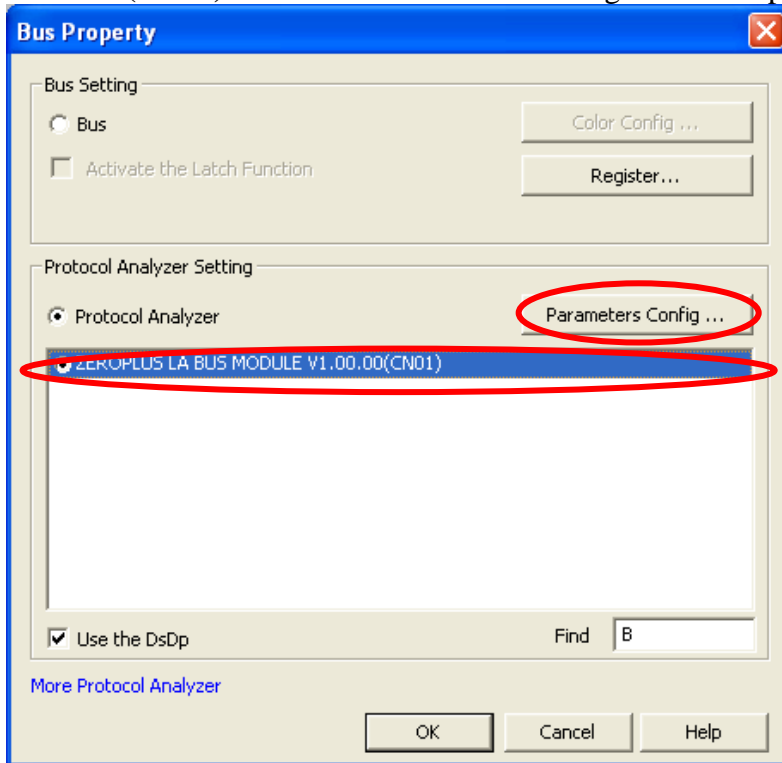 Bus Property
Bus Setting
Bus
Color Config ...
Activate the Latch Function
Register...
Protocol Analyzer Setting
Protocol Analyzer
Parameters Config ...
ZEROPLUS LA BUS MODULE V1.00.00(CN01)
Use the DsDp
Find B
More Protocol Analyzer
OK Cancel Help